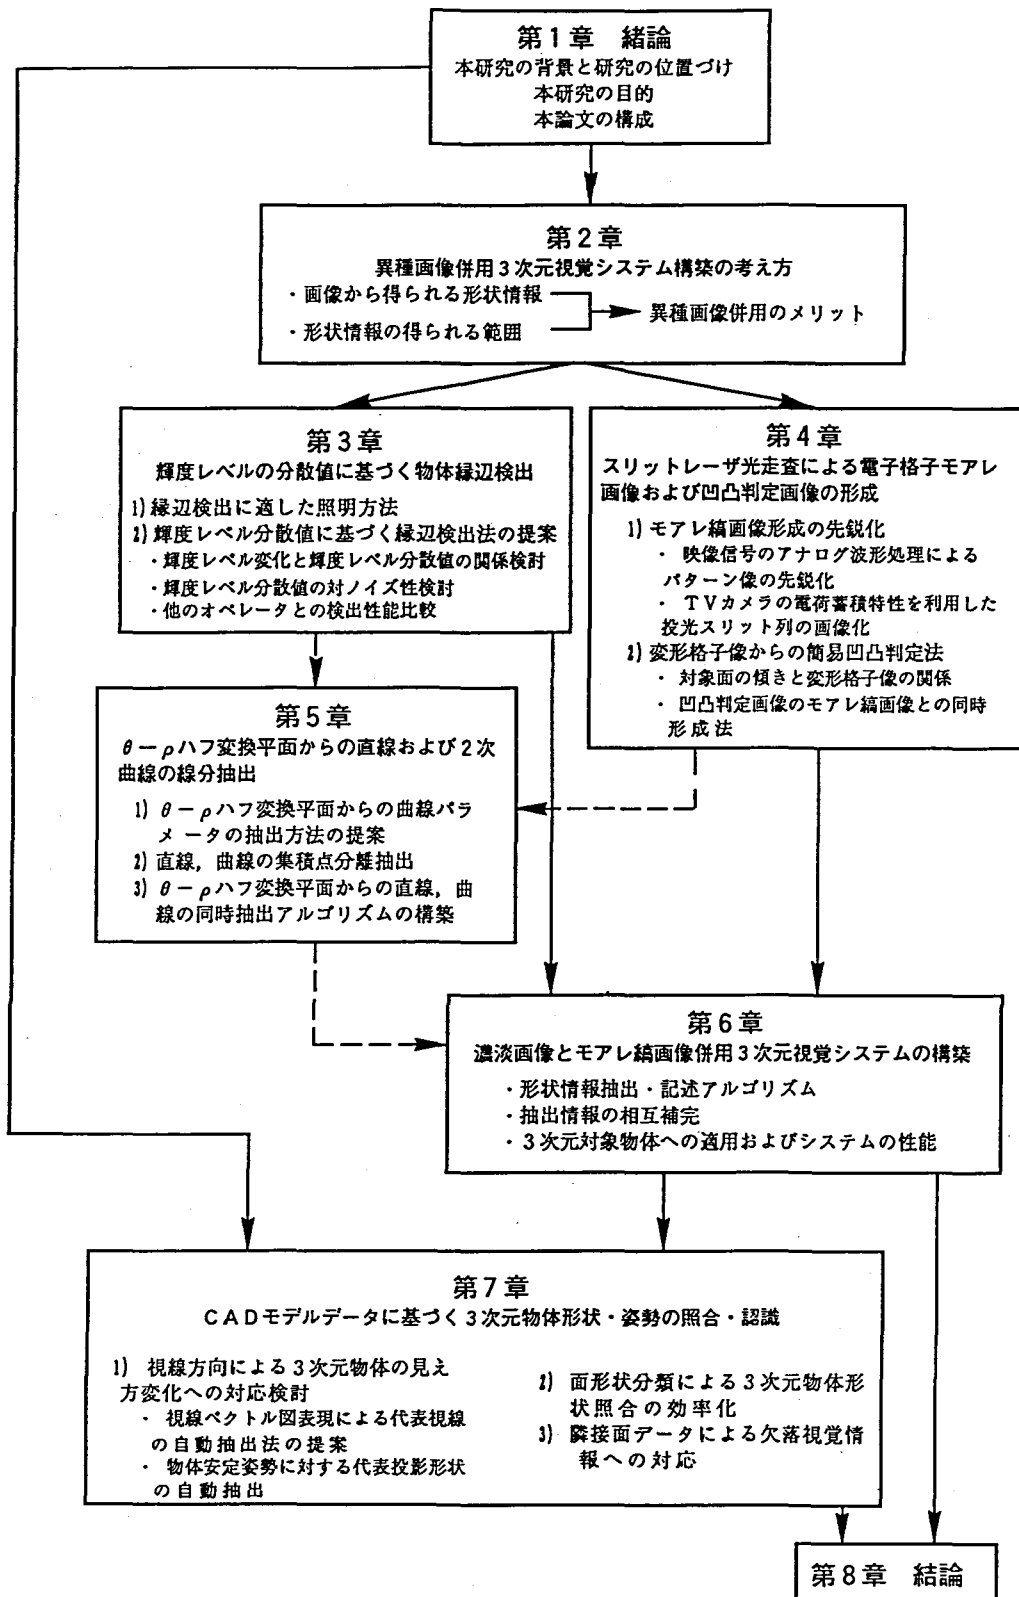 第1章 緒論
本研究の背景と研究の位置づけ
本研究の目的
本論文の構成
第2章
異種画像併用3次元視覚システム構築の考え方
・画像から得られる形状情報
・形状情報の得られる範囲
異種画像併用のメリット
第3章
輝度レベルの分散値に基づく物体縁辺検出
1) 縁辺検出に適した照明方法
2) 輝度レベル分散値に基づく縁辺検出法の提案
・輝度レベル変化と輝度レベル分散値の関係検討
・輝度レベル分散値の対ノイズ性検討
・他のオペレータとの検出性能比較
第4章
スリットレーザ光走査による電子格子モアレ
画像および凹凸判定画像の形成
1) モアレ縞画像形成の先鋭化
・ 映像信号のアナログ波形処理による
パターン像の先鋭化
・ TVカメラの電荷蓄積特性を利用した
投光スリット列の画像化
2) 変形格子像からの簡易凹凸判定法
・ 対象面の傾きと変形格子像の関係
・ 凹凸判定画像のモアレ縞画像との同時
形成法
第5章
θ－ρハフ変換平面からの直線および2次
曲線の線分抽出
1) θ－ρハフ変換平面からの曲線パラ
メータの抽出方法の提案
2) 直線，曲線の集積点分離抽出
3) θ－ρハフ変換平面からの直線，曲
線の同時抽出アルゴリズムの構築
第6章
濃淡画像とモアレ縞画像併用3次元視覚システムの構築
・形状情報抽出・記述アルゴリズム
・抽出情報の相互補完
・3次元対象物体への適用およびシステムの性能
第7章
CADモデルデータに基づく3次元物体形状・姿勢の照合・認識
1) 視線方向による3次元物体の見え
方変化への対応検討
・ 視線ベクトル図表現による代表視線
の自動抽出法の提案
・ 物体安定姿勢に対する代表投影形状
の自動抽出
2) 面形状分類による3次元物体形
状照合の効率化
3) 隣接面データによる欠落視覚情
報への対応
第8章 結論